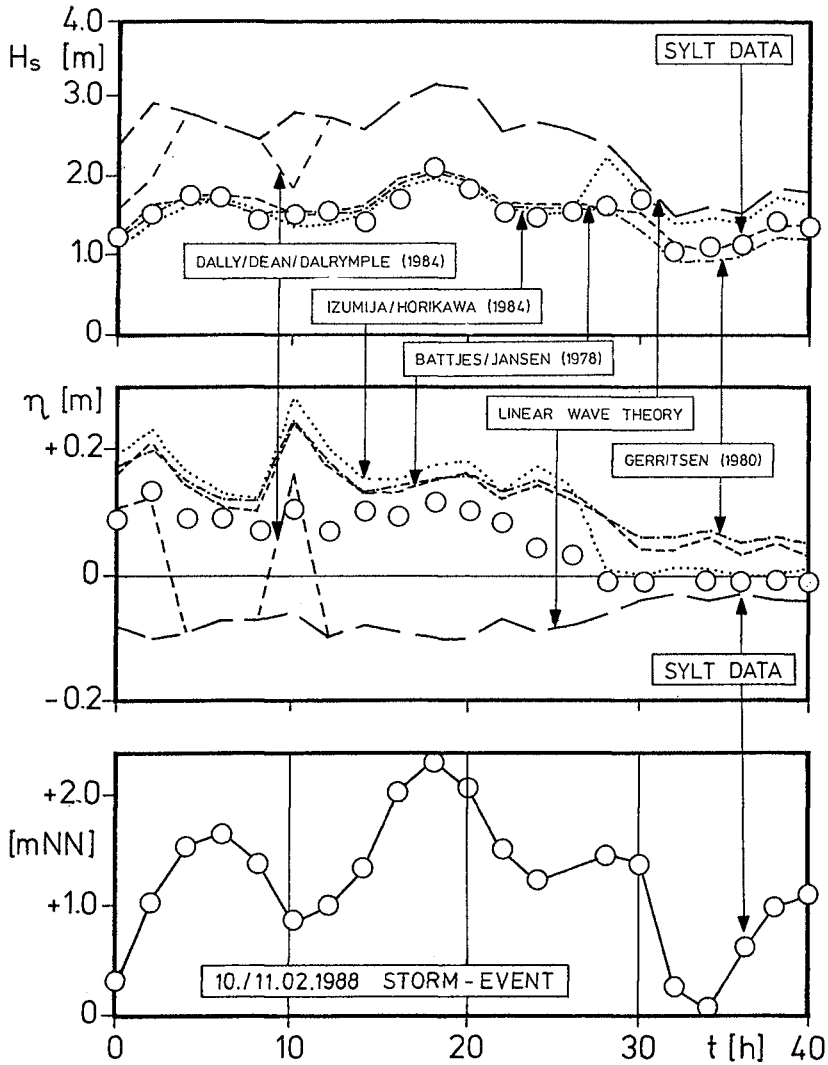 4.0
Hs [m]
SYLT DATA
3.0
2.0
1.0
DALLY/DEAN/DALRYMPLE (1984)
IZUMIJA/HORIKAWA (1984)
0
BATTJES/JANSEN (1978)
η [m]
LINEAR WAVE THEORY
+0.2
GERRITSEN (1980)
0
SYLT DATA
-0.2
+2.0
[mNN]
+1.0
10./11.02.1988 STORM-EVENT
0
0 10 20 30 t [h] 40